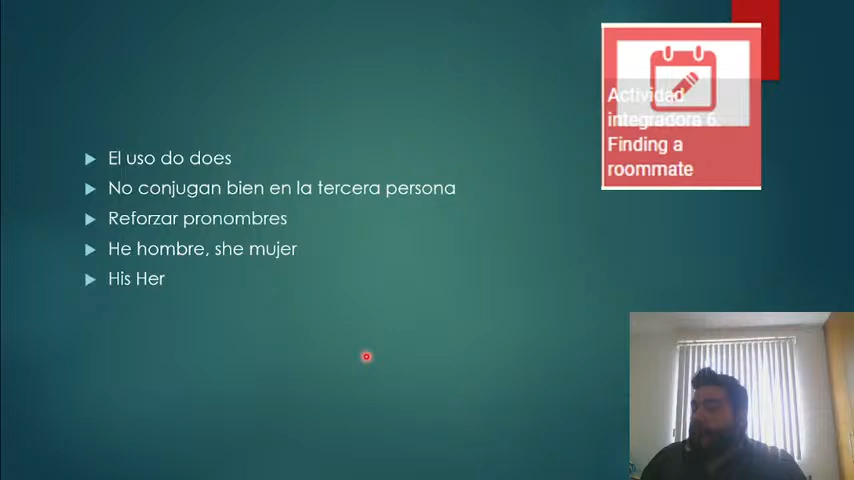 Actividad
integradora 6.
Finding a
roommate
El uso do does
No conjugan bien en la tercera persona
Reforzar pronombres
He hombre, she mujer
His Her